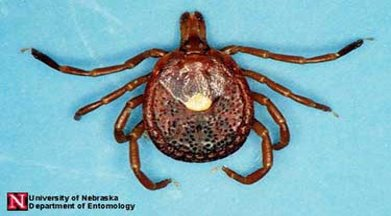 N University of Nebraska
Department of Entomology